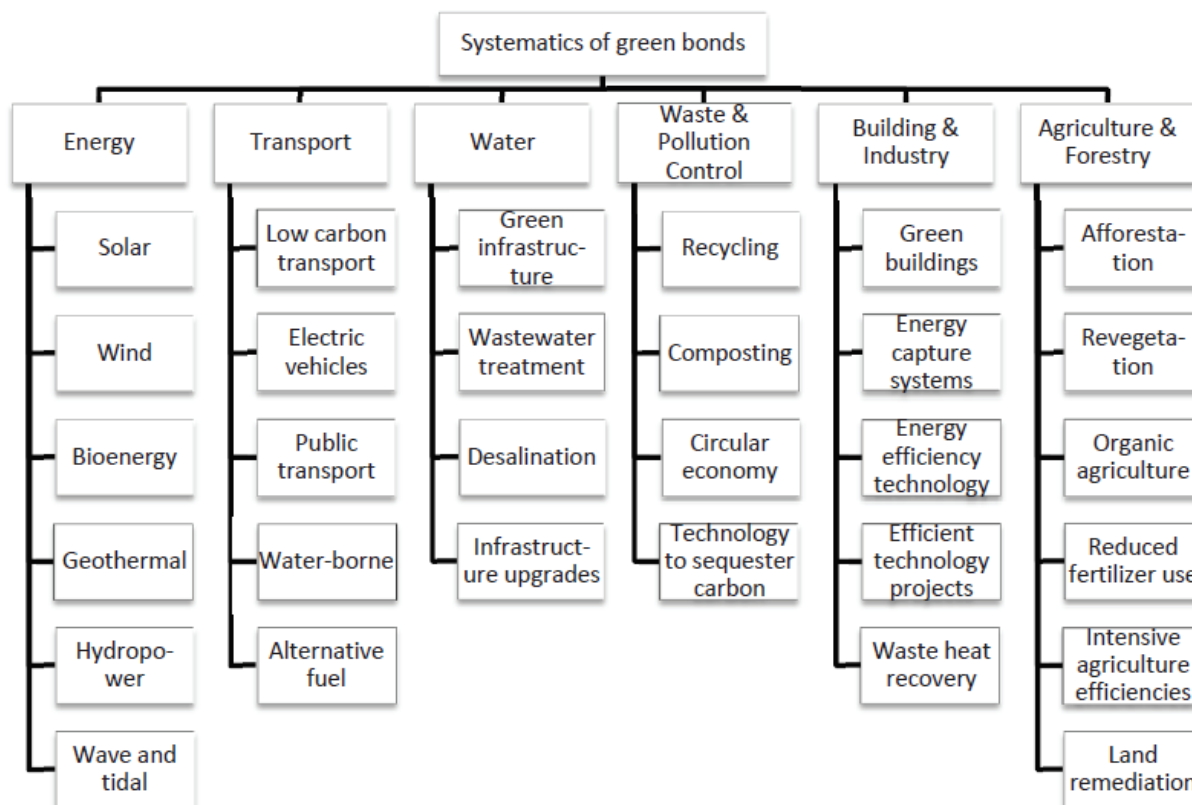 Systematics of green bonds
Energy
Solar
Wind
Bioenergy
Geothermal
Hydropo-
wer
Wave and
tidal
Transport
Low carbon
transport
Electric
vehicles
Public
transport
Water-borne
Alternative
fuel
Water
Green
infrastruc-
ture
Wastewater
treatment
Desalination
Infrastruct-
ure upgrades
Waste &
Pollution
Control
Recycling
Composting
Circular
economy
Technology
to sequester
carbon
Building &
Industry
Green
buildings
Energy
capture
systems
Energy
efficiency
technology
Efficient
technology
projects
Waste heat
recovery
Agriculture &
Forestry
Afforesta-
tion
Revegeta-
tion
Organic
agriculture
Reduced
fertilizer use
Intensive
agriculture
efficiencies
Land
remediation